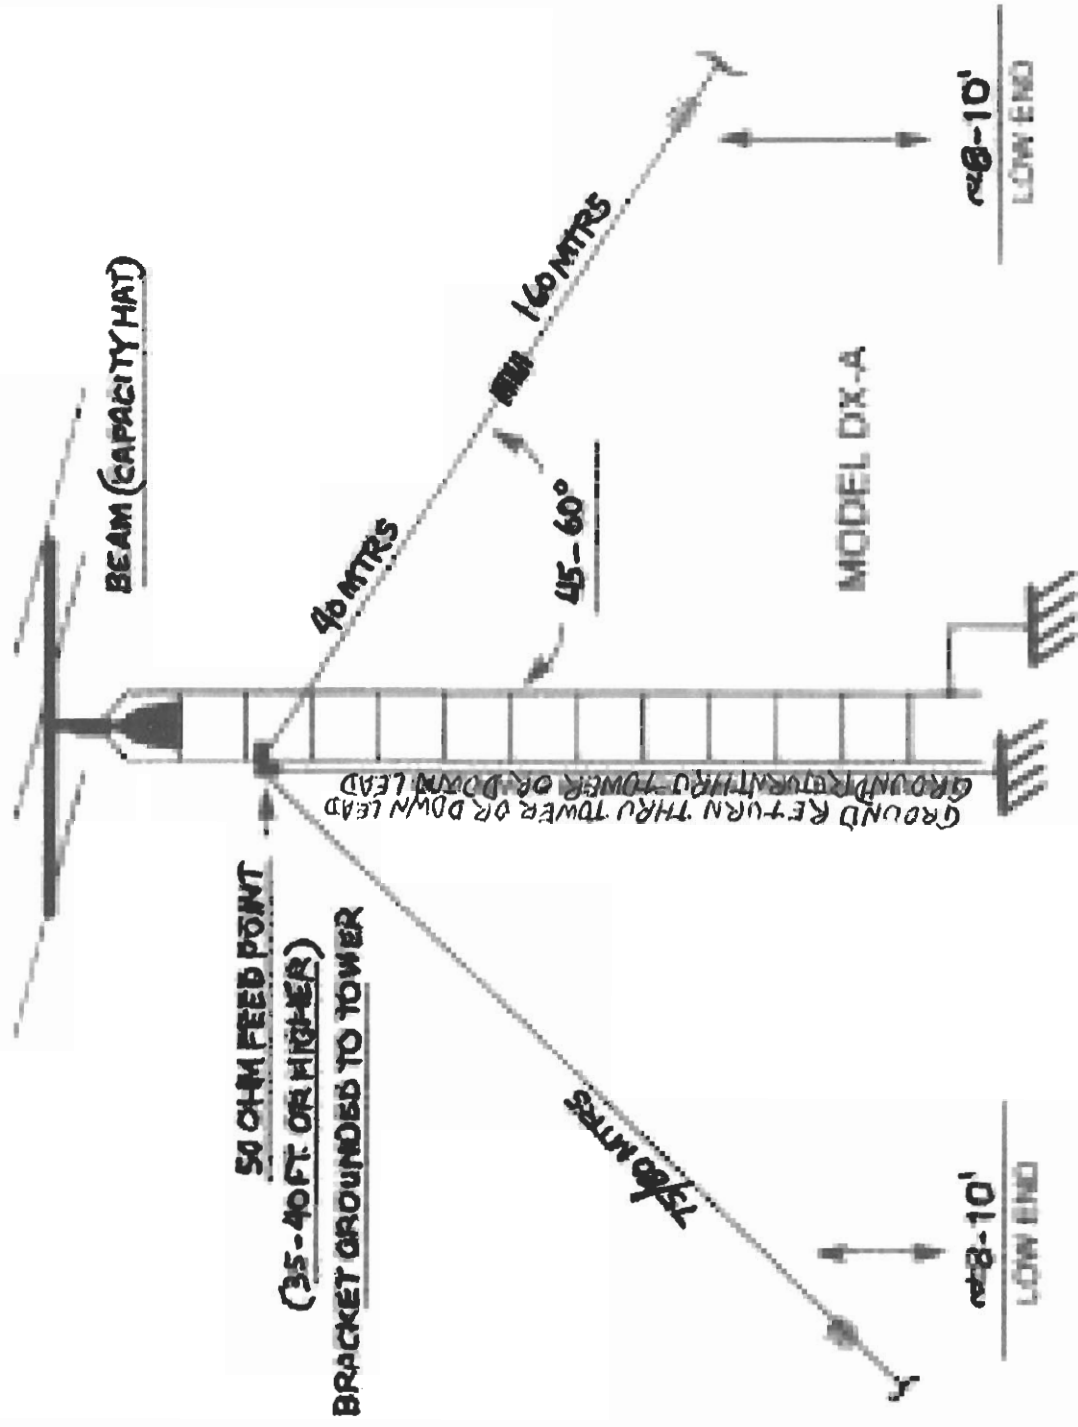 BEAM (CAPACITY HAT)
50 OHM FEED POINT
(35-40FT. OR HIGHER)
BRACKET GROUNDED TO TOWER
40 MTRS
160 MTRS
45-60°
75/80 MTRS
GROUND RETURN THRU TOWER OR DOWN LEAD
GROUND RETURN THRU TOWER OR DOWN LEAD
MODEL DX-A
≈8-10'
LOW END
≈8-10'
LOW END